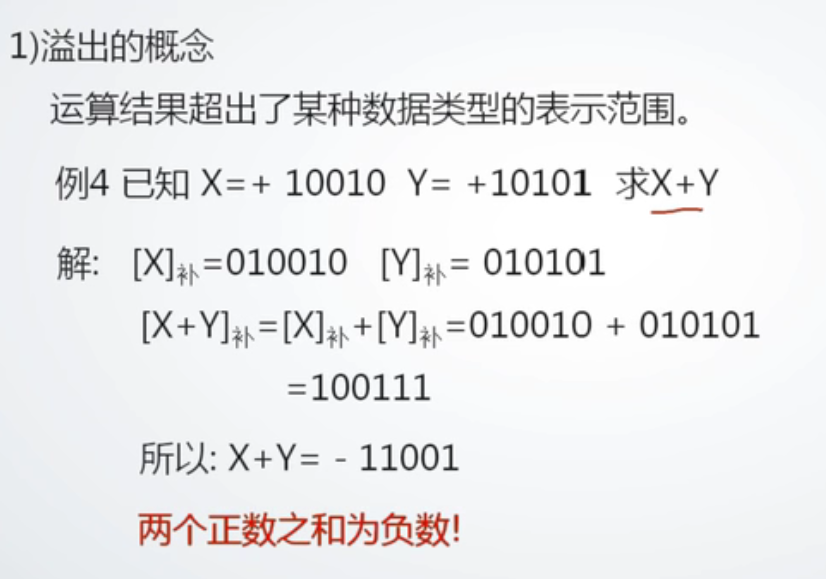 1)溢出的概念
运算结果超出了某种数据类型的表示范围。
例4 已知 X=+ 10010 Y= +10101 求X+Y
解: [X]补=010010 [Y]补= 010101
[X+Y]补=[X]补+[Y]补=010010 + 010101
=100111
所以: X+Y= - 11001
两个正数之和为负数!